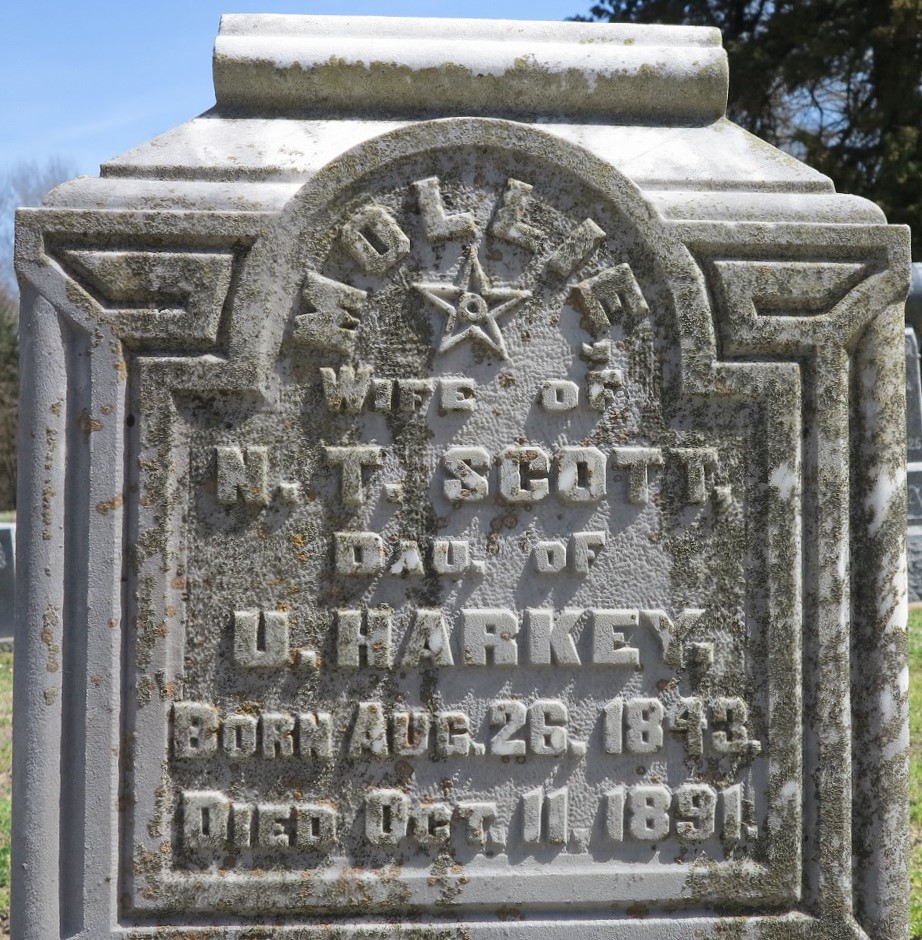 MOLLIE,
WIFE OF
N. T. SCOTT,
DAU. OF
U. HARKEY.
BORN AUG. 26. 1843.
DIED OCT. 11. 1891.